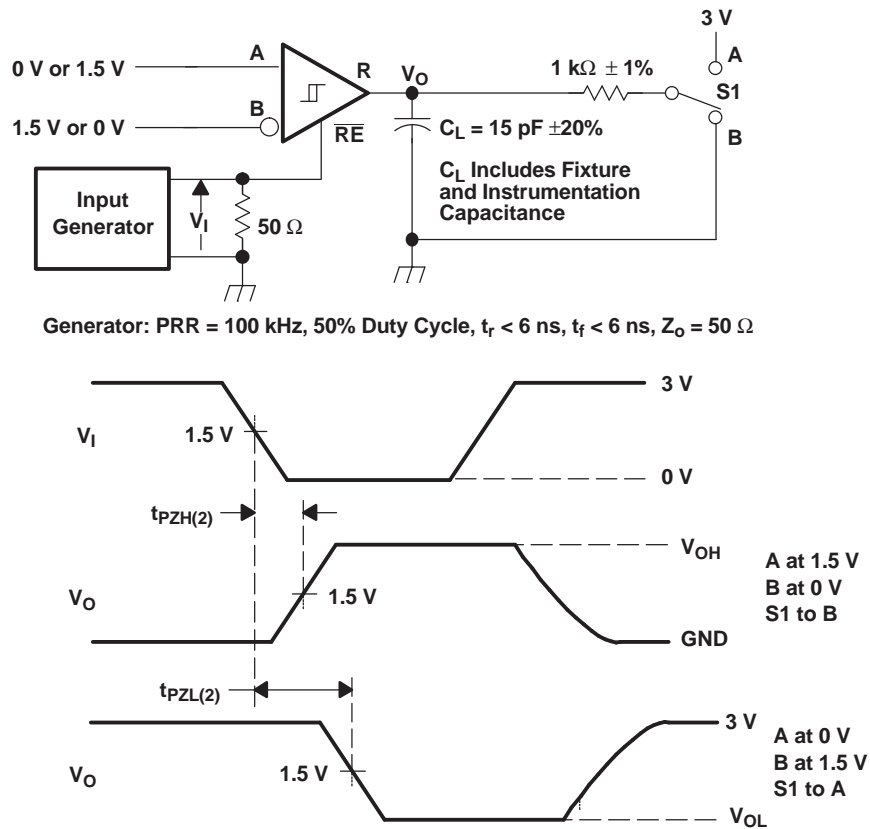 3 V
A
0 V or 1.5 V
A
R
V_O
1 kΩ ± 1%
S1
B
1.5 V or 0 V
R̅E̅
C_L = 15 pF ±20%
B
C_L Includes Fixture
and Instrumentation
Capacitance
Input
Generator
V_I
50 Ω
Generator: PRR = 100 kHz, 50% Duty Cycle, t_r < 6 ns, t_f < 6 ns, Z_o = 50 Ω
3 V
V_I
1.5 V
0 V
t_PZH(2)
V_OH
A at 1.5 V
B at 0 V
S1 to B
V_O
1.5 V
GND
t_PZL(2)
3 V
A at 0 V
B at 1.5 V
S1 to A
V_O
1.5 V
V_OL